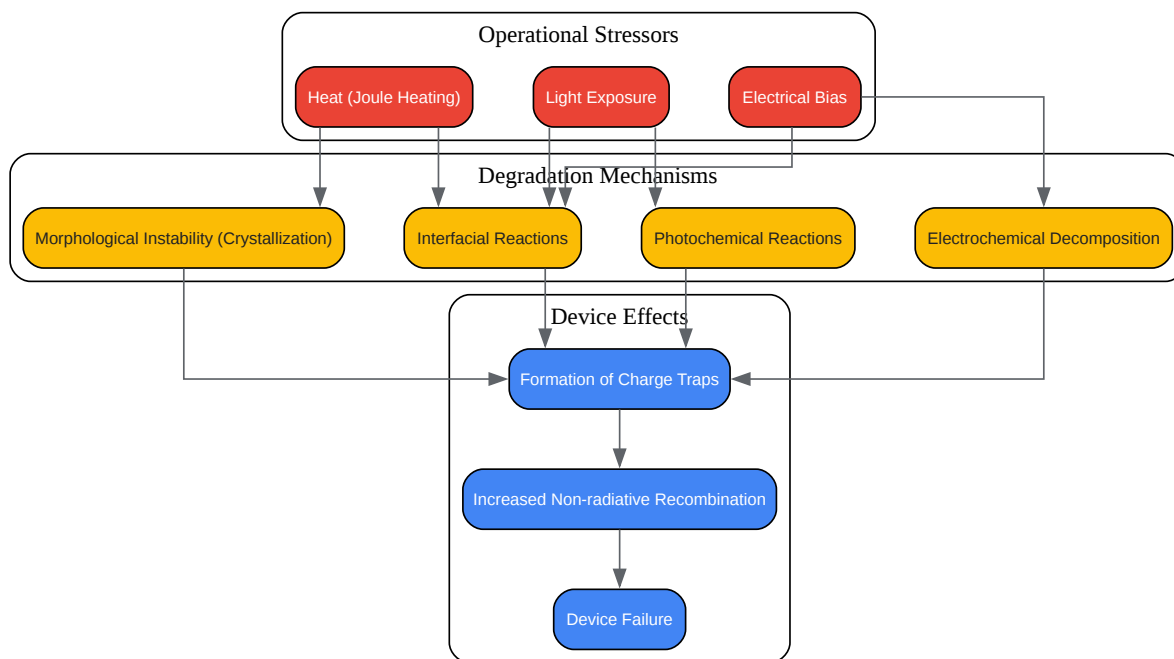 Operational Stressors
Heat (Joule Heating)
Light Exposure
Electrical Bias
Degradation Mechanisms
Morphological Instability (Crystallization)
Interfacial Reactions
Photochemical Reactions
Electrochemical Decomposition
Device Effects
Formation of Charge Traps
Increased Non-radiative Recombination
Device Failure